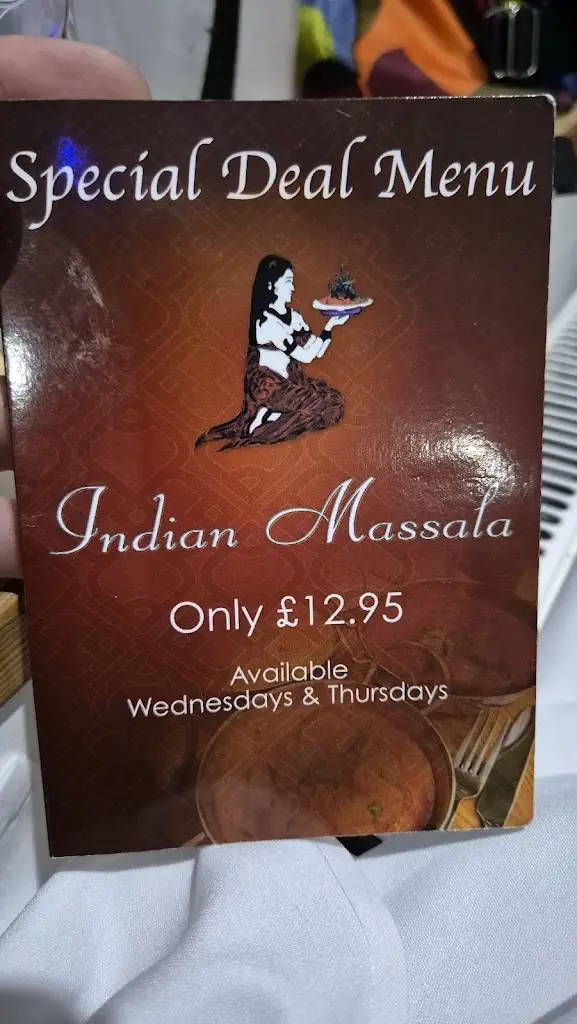 Special Deal Menu
Indian Massala
Only £12.95
Available
Wednesdays & Thursdays